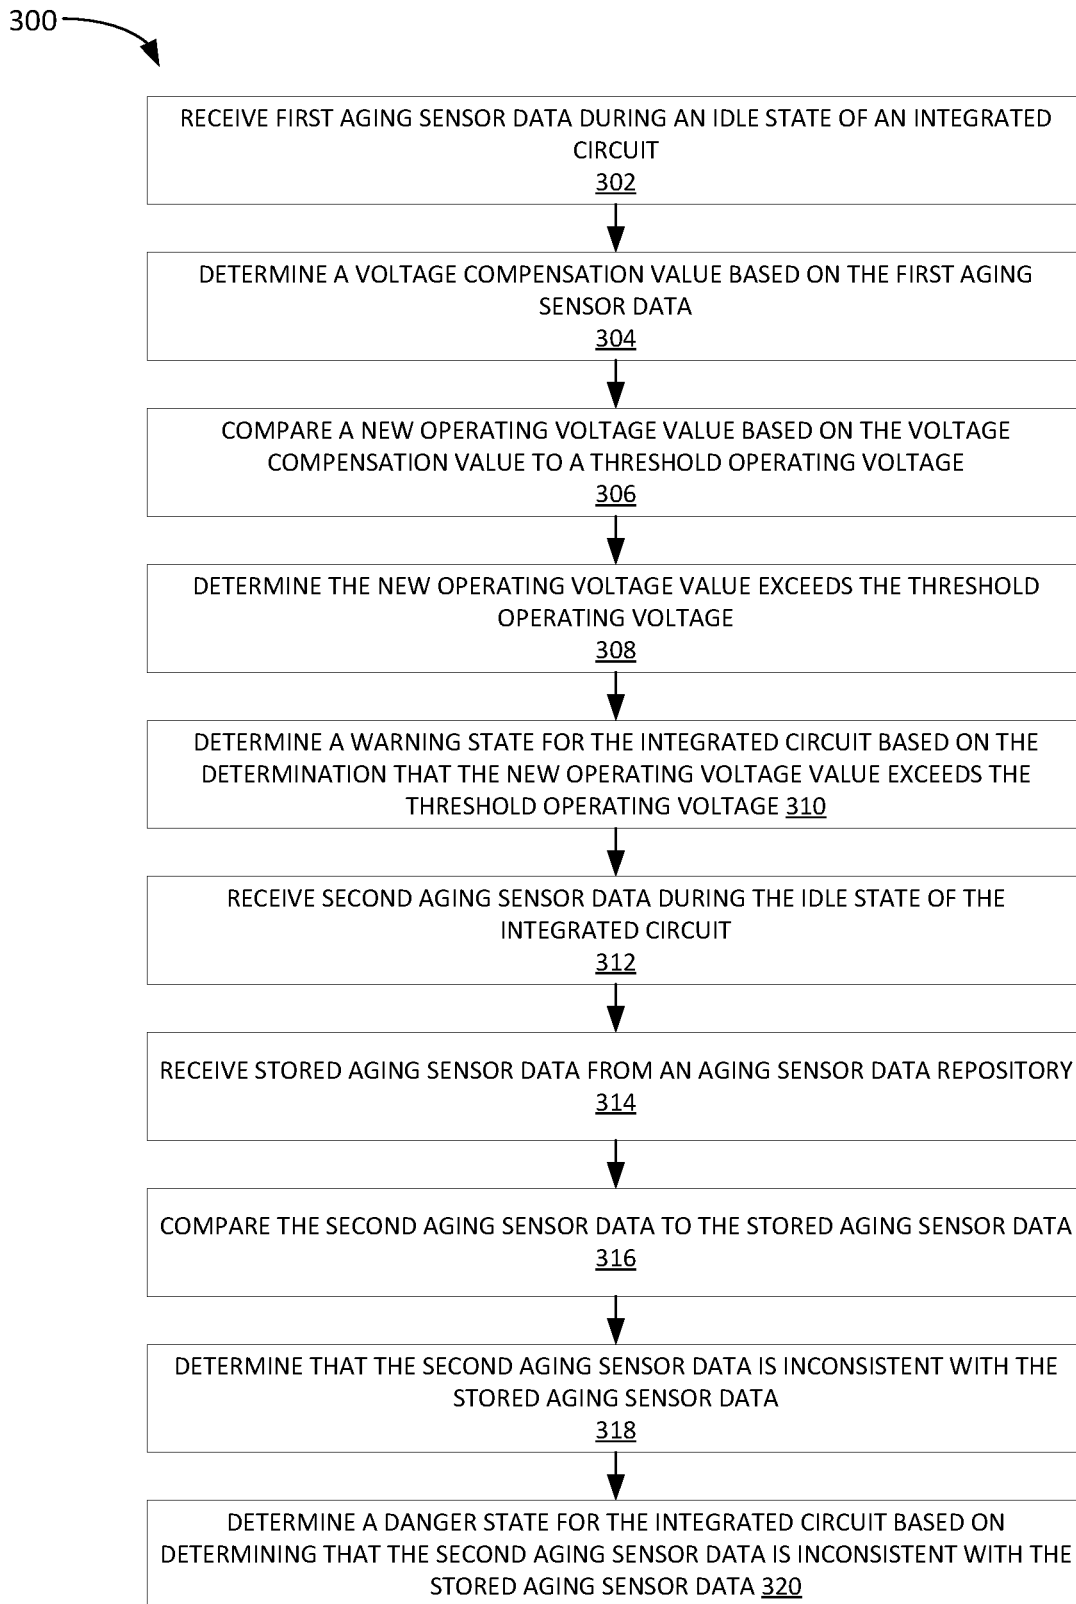 300
RECEIVE FIRST AGING SENSOR DATA DURING AN IDLE STATE OF AN INTEGRATED
CIRCUIT
302
DETERMINE A VOLTAGE COMPENSATION VALUE BASED ON THE FIRST AGING
SENSOR DATA
304
COMPARE A NEW OPERATING VOLTAGE VALUE BASED ON THE VOLTAGE
COMPENSATION VALUE TO A THRESHOLD OPERATING VOLTAGE
306
DETERMINE THE NEW OPERATING VOLTAGE VALUE EXCEEDS THE THRESHOLD
OPERATING VOLTAGE
308
DETERMINE A WARNING STATE FOR THE INTEGRATED CIRCUIT BASED ON THE
DETERMINATION THAT THE NEW OPERATING VOLTAGE VALUE EXCEEDS THE
THRESHOLD OPERATING VOLTAGE 310
RECEIVE SECOND AGING SENSOR DATA DURING THE IDLE STATE OF THE
INTEGRATED CIRCUIT
312
RECEIVE STORED AGING SENSOR DATA FROM AN AGING SENSOR DATA REPOSITORY
314
COMPARE THE SECOND AGING SENSOR DATA TO THE STORED AGING SENSOR DATA
316
DETERMINE THAT THE SECOND AGING SENSOR DATA IS INCONSISTENT WITH THE
STORED AGING SENSOR DATA
318
DETERMINE A DANGER STATE FOR THE INTEGRATED CIRCUIT BASED ON
DETERMINING THAT THE SECOND AGING SENSOR DATA IS INCONSISTENT WITH THE
STORED AGING SENSOR DATA 320